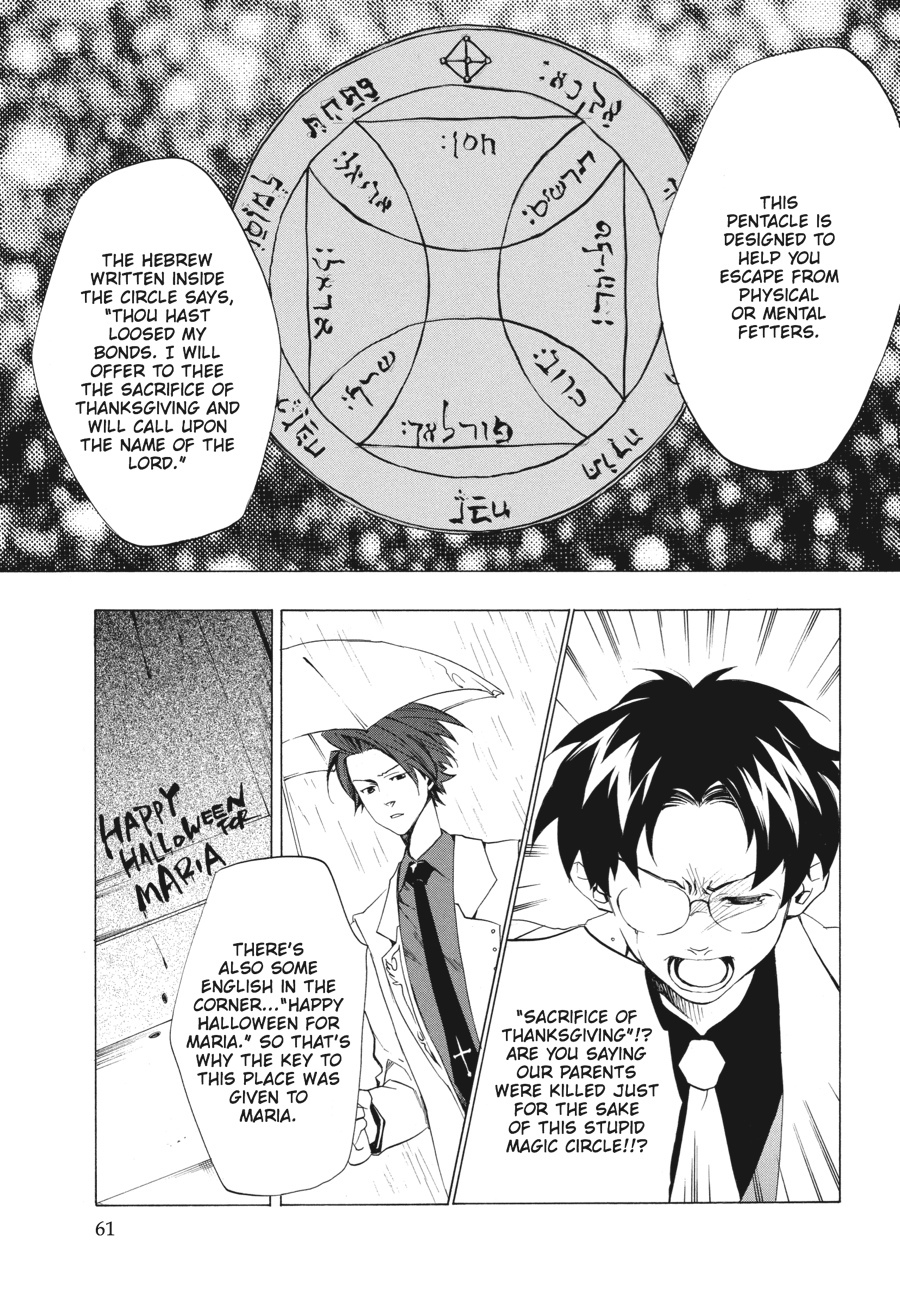 THIS
PENTACLE IS
DESIGNED TO
HELP YOU
ESCAPE FROM
PHYSICAL
OR MENTAL
FETTERS.
THE HEBREW
WRITTEN INSIDE
THE CIRCLE SAYS,
"THOU HAST
LOOSED MY
BONDS. I WILL
OFFER TO THEE
THE SACRIFICE OF
THANKSGIVING AND
WILL CALL UPON
THE NAME OF THE
LORD."
"SACRIFICE OF
THANKSGIVING"!?
ARE YOU SAYING
OUR PARENTS
WERE KILLED JUST
FOR THE SAKE
OF THIS STUPID
MAGIC CIRCLE!!?
THERE'S
ALSO SOME
ENGLISH IN THE
CORNER..."HAPPY
HALLOWEEN FOR
MARIA." SO THAT'S
WHY THE KEY TO
THIS PLACE WAS
GIVEN TO
MARIA.
HAPPY
HALLOWEEN
FOR
MARIA
61